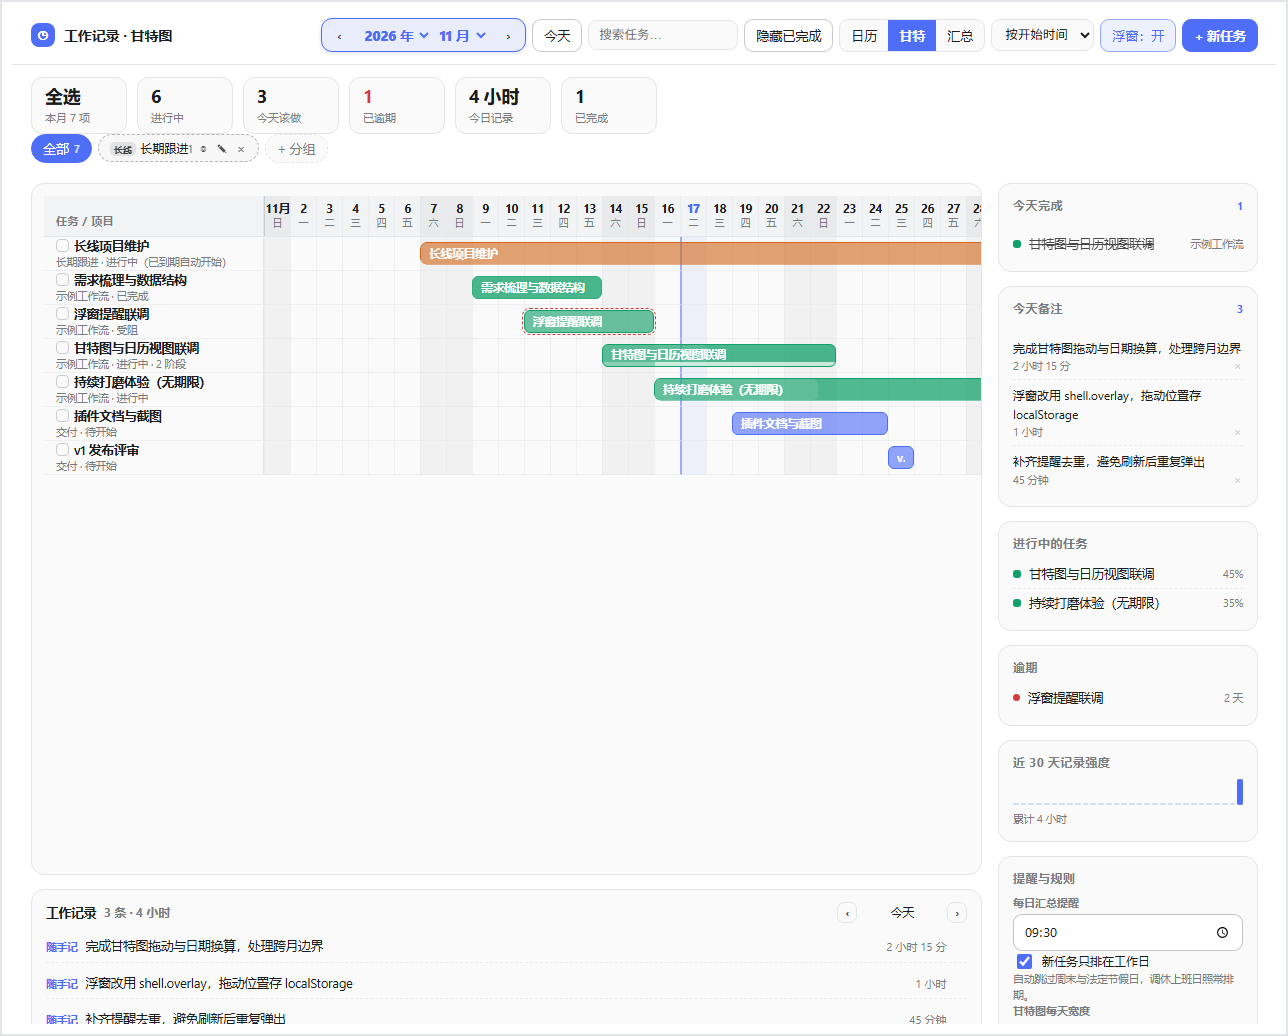 工作记录 · 甘特图
‹ 2026 年 11 月 ›
今天
搜索任务...
隐藏已完成
日历 甘特 汇总
按开始时间
浮窗：开
+ 新任务
全选
本月 7 项
6
进行中
3
今天该做
1
已逾期
4 小时
今日记录
1
已完成
全部 7
长线 长期跟进 1
×
+ 分组
任务 / 项目
11月 2 3 4 5 6 7 8 9 10 11 12 13 14 15 16 17 18 19 20 21 22 23 24 25 26 27 28
日 一 二 三 四 五 六 日 一 二 三 四 五 六 日 一 二 三 四 五 六 日 一 二 三 四 五 六
长线项目维护
长期跟进 · 进行中（已到期自动开始）
长线项目维护
需求梳理与数据结构
示例工作流 · 已完成
需求梳理与数据结构
浮窗提醒联调
示例工作流 · 受阻
浮窗提醒联调
甘特图与日历视图联调
示例工作流 · 进行中 · 2 阶段
甘特图与日历视图联调
持续打磨体验（无期限）
示例工作流 · 进行中
持续打磨体验（无期限）
插件文档与截图
交付 · 待开始
插件文档与截图
v1 发布评审
交付 · 待开始
v.
工作记录 3 条 · 4 小时
‹ 今天 ›
随手记 完成甘特图拖动与日期换算，处理跨月边界 2 小时 15 分
随手记 浮窗改用 shell.overlay，拖动位置存 localStorage 1 小时
随手记 补齐提醒去重，避免刷新后重复弹出 45 分钟
今天完成 1
甘特图与日历视图联调 示例工作流
今天备注 3
完成甘特图拖动与日期换算，处理跨月边界
2 小时 15 分 ×
浮窗改用 shell.overlay，拖动位置存
localStorage
1 小时 ×
补齐提醒去重，避免刷新后重复弹出
45 分钟 ×
进行中的任务
甘特图与日历视图联调 45%
持续打磨体验（无期限） 35%
逾期
浮窗提醒联调 2 天
近 30 天记录强度
累计 4 小时
提醒与规则
每日汇总提醒
09:30
新任务只排在工作日
自动跳过周末与法定节假日，调休上班日照常排
期。
甘特图每天宽度